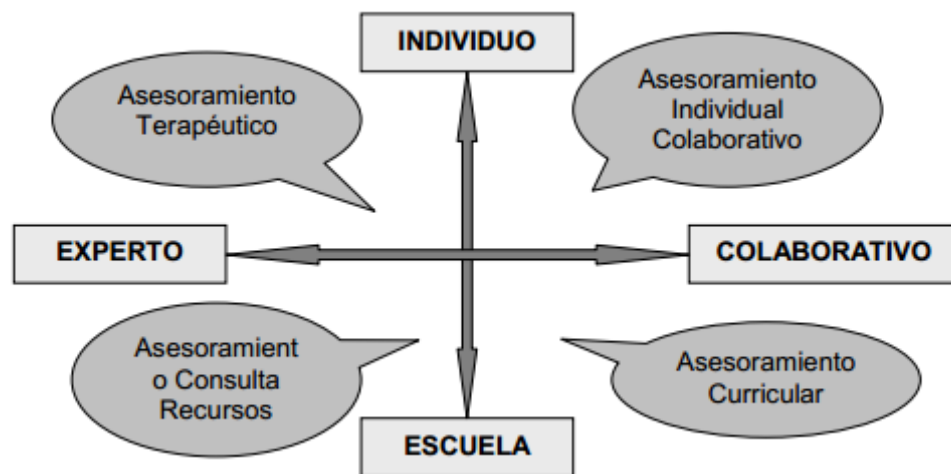 INDIVIDUO
Asesoramiento
Terapéutico
Asesoramiento
Individual
Colaborativo
EXPERTO
COLABORATIVO
Asesoramient
o Consulta
Recursos
Asesoramiento
Curricular
ESCUELA